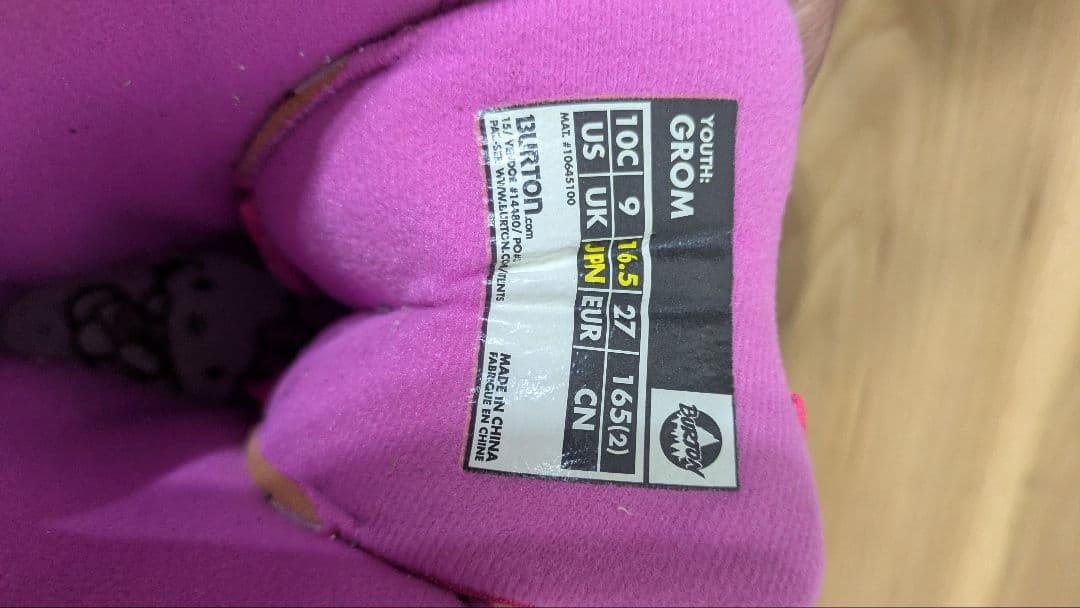 YOUTH:
GROM
BURTON
10C 9 16.5 27 165(2)
US UK JPN EUR CN
MAT. #10645100
BURTON.com
MADE IN CHINA
FABRIQUE EN CHINE